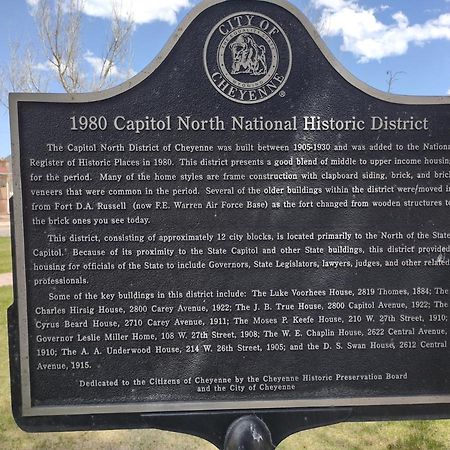 CITY OF
CHEYENNE
®
1980 Capitol North National Historic District
The Capitol North District of Cheyenne was built between 1905-1930 and was added to the National
Register of Historic Places in 1980. This district presents a good blend of middle to upper income housing
for the period. Many of the home styles are frame construction with clapboard siding, brick, and brick
veneers that were common in the period. Several of the older buildings within the district were moved in
from Fort D.A. Russell (now F.E. Warren Air Force Base) as the fort changed from wooden structures to
the brick ones you see today.
This district, consisting of approximately 12 city blocks, is located primarily to the North of the State
Capitol. Because of its proximity to the State Capitol and other State buildings, this district provided
housing for officials of the State to include Governors, State Legislators, lawyers, judges, and other related
professionals.
Some of the key buildings in this district include: The Luke Voorhees House, 2819 Thomes, 1884; The
Charles Hirsig House, 2800 Carey Avenue, 1922; The J. B. True House, 2800 Capitol Avenue, 1922; The
Cyrus Beard House, 2710 Carey Avenue, 1911; The Moses P. Keefe House, 210 W. 27th Street, 1910;
Governor Leslie Miller Home, 108 W. 27th Street, 1908; The W. E. Chaplin House, 2622 Central Avenue,
1910; The A. A. Underwood House, 214 W. 26th Street, 1905; and the D. S. Swan House, 2612 Central
Avenue, 1915.
Dedicated to the Citizens of Cheyenne by the Cheyenne Historic Preservation Board
and the City of Cheyenne